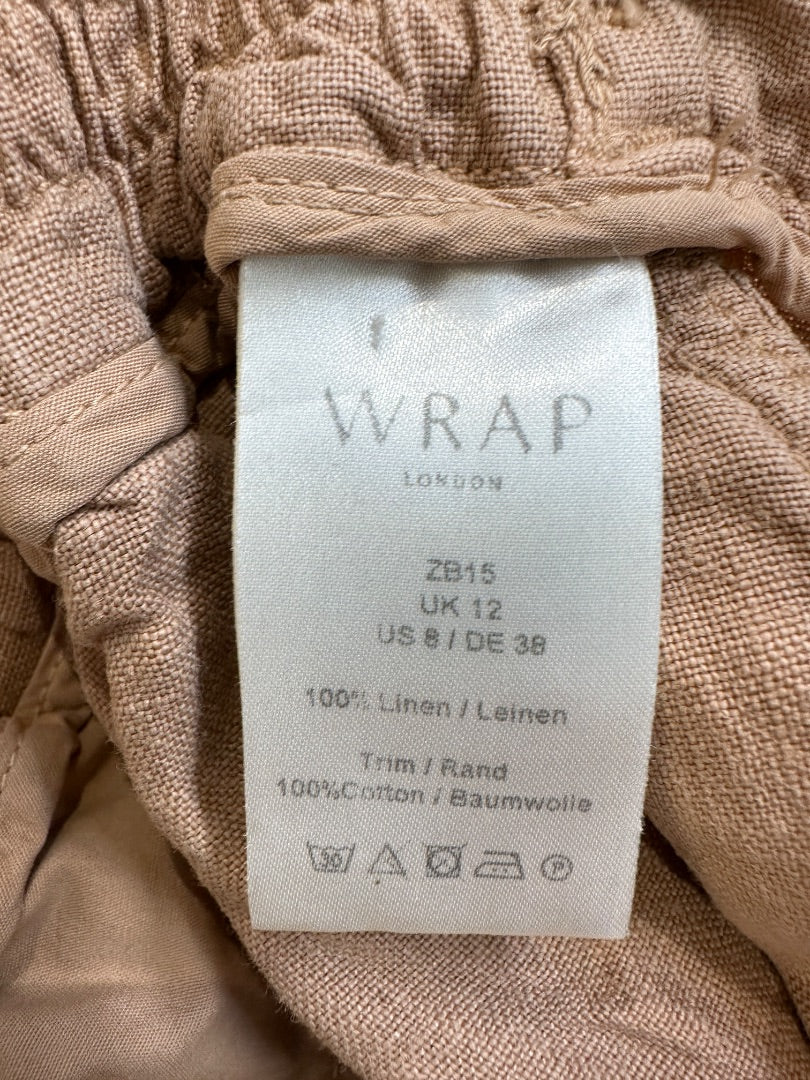 WRAP
LONDON
ZB15
UK 12
US 8 / DE 38
100% Linen / Leinen
Trim / Rand
100%Cotton / Baumwolle
30
P